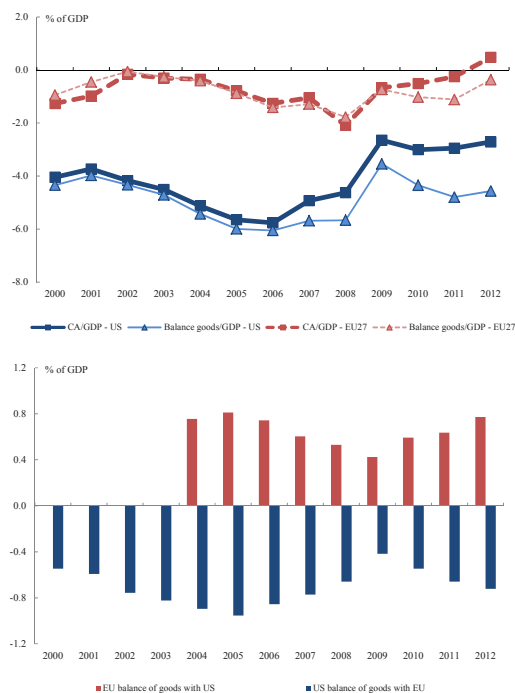 % of GDP
2.0
0.0
-2.0
-4.0
-6.0
-8.0
2000 2001 2002 2003 2004 2005 2006 2007 2008 2009 2010 2011 2012
CA/GDP - US Balance goods/GDP - US CA/GDP - EU27 Balance goods/GDP - EU27
% of GDP
1.2
0.8
0.4
0.0
-0.4
-0.8
-1.2
2000 2001 2002 2003 2004 2005 2006 2007 2008 2009 2010 2011 2012
EU balance of goods with US US balance of goods with EU